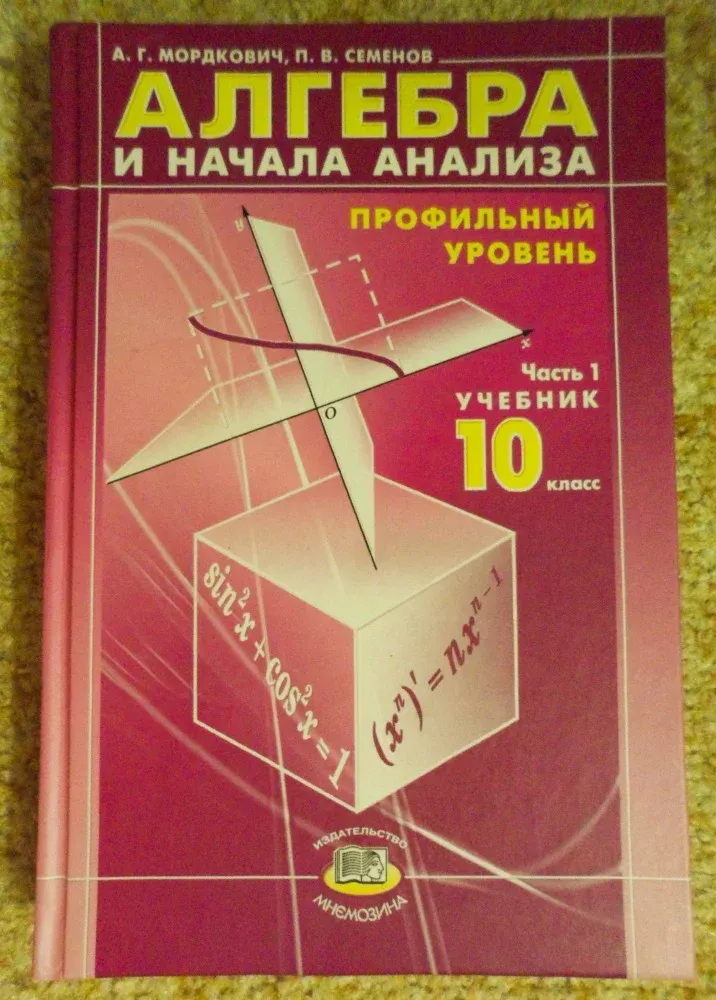 А. Г. МОРДКОВИЧ, П. В. СЕМЕНОВ
АЛГЕБРА
И НАЧАЛА АНАЛИЗА
ПРОФИЛЬНЫЙ
УРОВЕНЬ
y
x
O
Часть 1
УЧЕБНИК
10
класс
sin²x + cos²x = 1
(xⁿ)′ = nxⁿ⁻¹
ИЗДАТЕЛЬСТВО
МНЕМОЗИНА